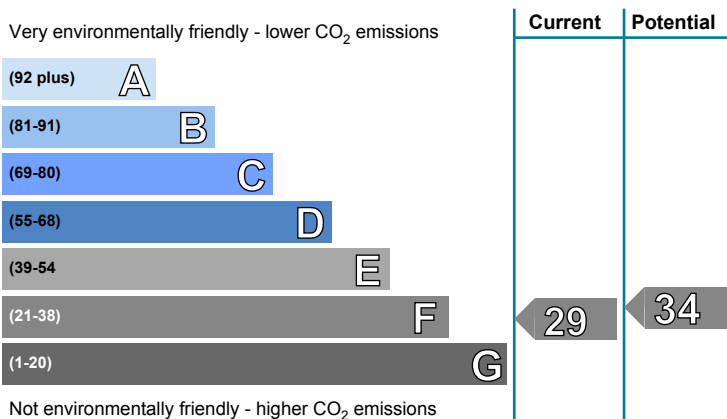 Current Potential
Very environmentally friendly - lower CO2 emissions
(92 plus) A
(81-91) B
(69-80) C
(55-68) D
(39-54 E
(21-38) F 29 34
(1-20) G
Not environmentally friendly - higher CO2 emissions